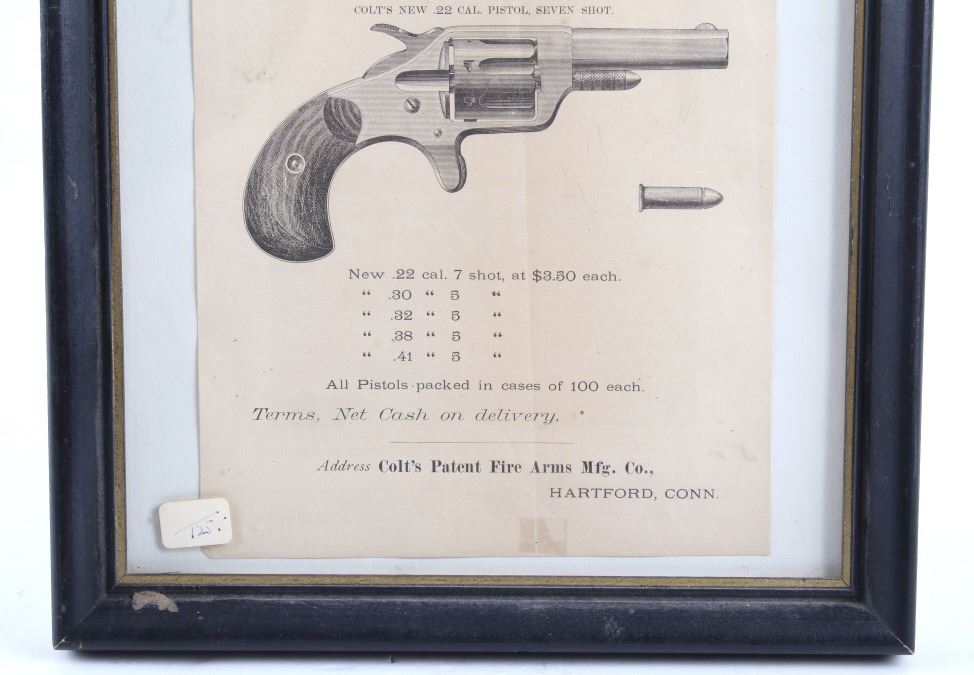 COLT'S NEW .22 CAL. PISTOL, SEVEN SHOT.
New .22 cal. 7 shot, at $3.50 each.
“ .30 “ 5 “
“ .32 “ 5 “
“ .38 “ 5 “
“ .41 “ 5 “
All Pistols packed in cases of 100 each.
Terms, Net Cash on delivery.
Address Colt's Patent Fire Arms Mfg. Co.,
HARTFORD, CONN.
125.